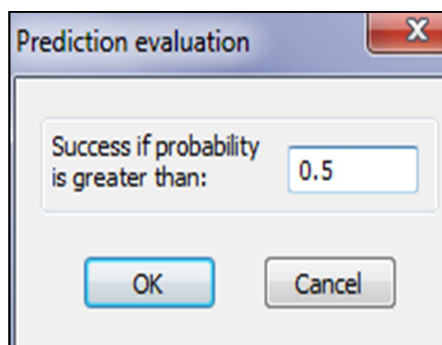 Prediction evaluation
Success if probability
is greater than:
0.5
OK
Cancel